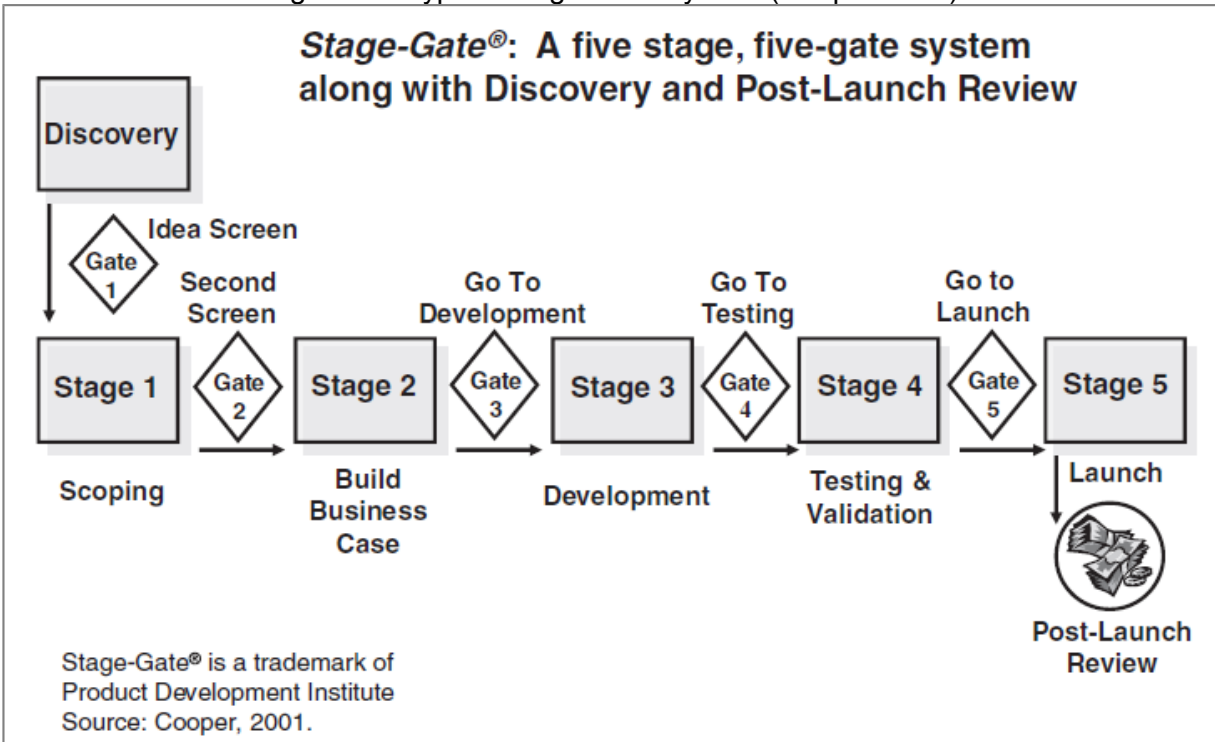 Stage-Gate®: A five stage, five-gate system
along with Discovery and Post-Launch Review
Discovery
Idea Screen
Gate
1
Second
Screen
Go To
Development
Go To
Testing
Go to
Launch
Stage 1
Gate
2
Stage 2
Gate
3
Stage 3
Gate
4
Stage 4
Gate
5
Stage 5
Scoping
Build
Business
Case
Development
Testing &
Validation
Launch
Post-Launch
Review
Stage-Gate® is a trademark of
Product Development Institute
Source: Cooper, 2001.